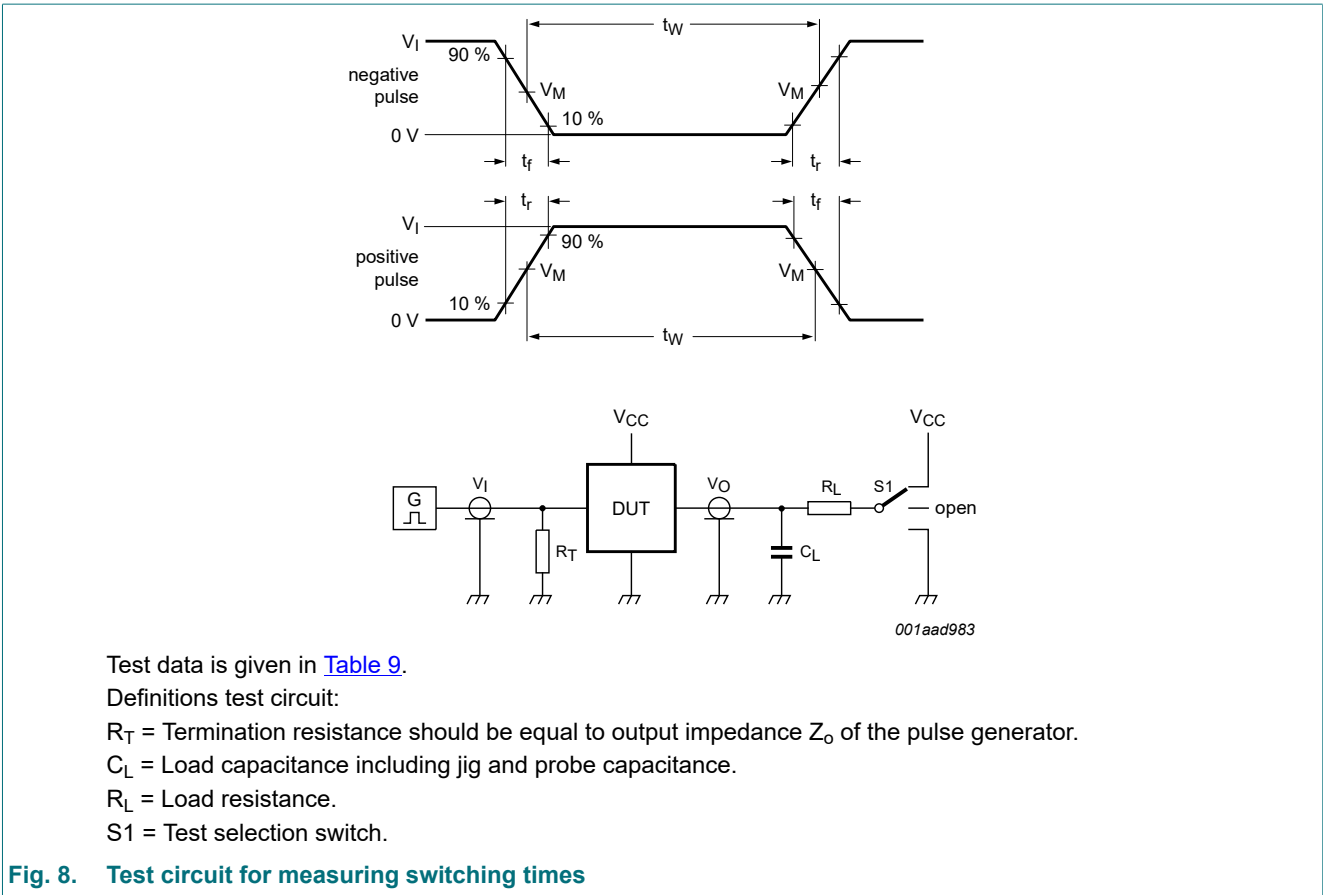 tW
VI
90 %
negative
pulse
VM
VM
10 %
0 V
tf
tr
tr
tf
VI
90 %
positive
pulse
VM
VM
10 %
0 V
tW
VCC
VCC
G
VI
DUT
VO
RL
S1
open
RT
CL
001aad983
Test data is given in Table 9.
Definitions test circuit:
RT = Termination resistance should be equal to output impedance Zo of the pulse generator.
CL = Load capacitance including jig and probe capacitance.
RL = Load resistance.
S1 = Test selection switch.
Fig. 8. Test circuit for measuring switching times